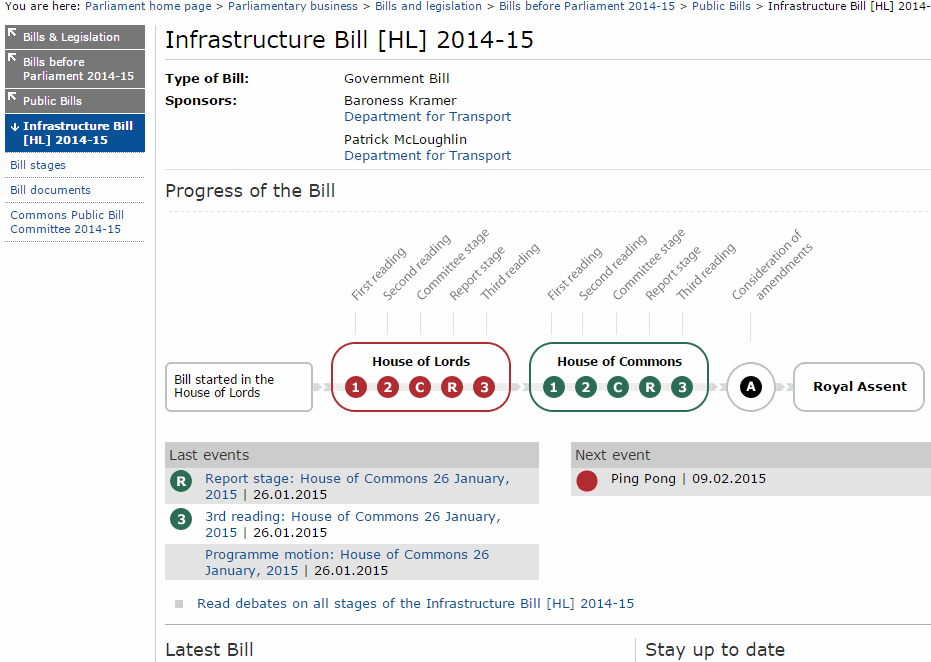 You are here: Parliament home page > Parliamentary business > Bills and legislation > Bills before Parliament 2014-15 > Public Bills > Infrastructure Bill [HL] 2014-
Bills & Legislation
Bills before
Parliament 2014-15
Public Bills
Infrastructure Bill
[HL] 2014-15
Bill stages
Bill documents
Commons Public Bill
Committee 2014-15
Infrastructure Bill [HL] 2014-15
Type of Bill: Government Bill
Sponsors: Baroness Kramer
Department for Transport
Patrick McLoughlin
Department for Transport
Progress of the Bill
First reading
Second reading
Committee stage
Report stage
Third reading
First reading
Second reading
Committee stage
Report stage
Third reading
Consideration of
amendments
Bill started in the
House of Lords
House of Lords
1 2 C R 3
House of Commons
1 2 C R 3
A
Royal Assent
Last events
R Report stage: House of Commons 26 January,
2015 | 26.01.2015
3 3rd reading: House of Commons 26 January,
2015 | 26.01.2015
Programme motion: House of Commons 26
January, 2015 | 26.01.2015
Next event
Ping Pong | 09.02.2015
Read debates on all stages of the Infrastructure Bill [HL] 2014-15
Latest Bill
Stay up to date